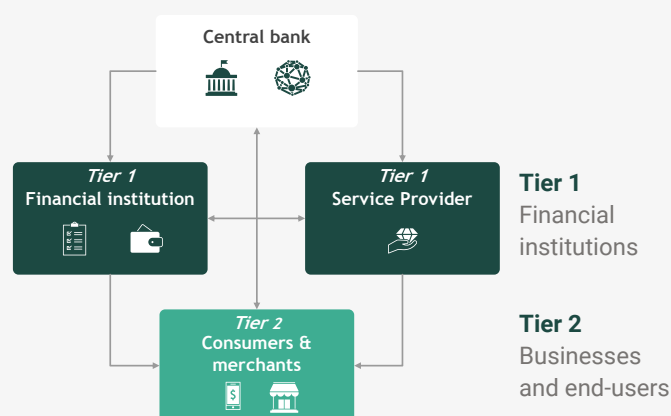 Central bank
Tier 1
Financial institution
Tier 1
Service Provider
Tier 1
Financial
institutions
Tier 2
Consumers &
merchants
$
Tier 2
Businesses
and end-users